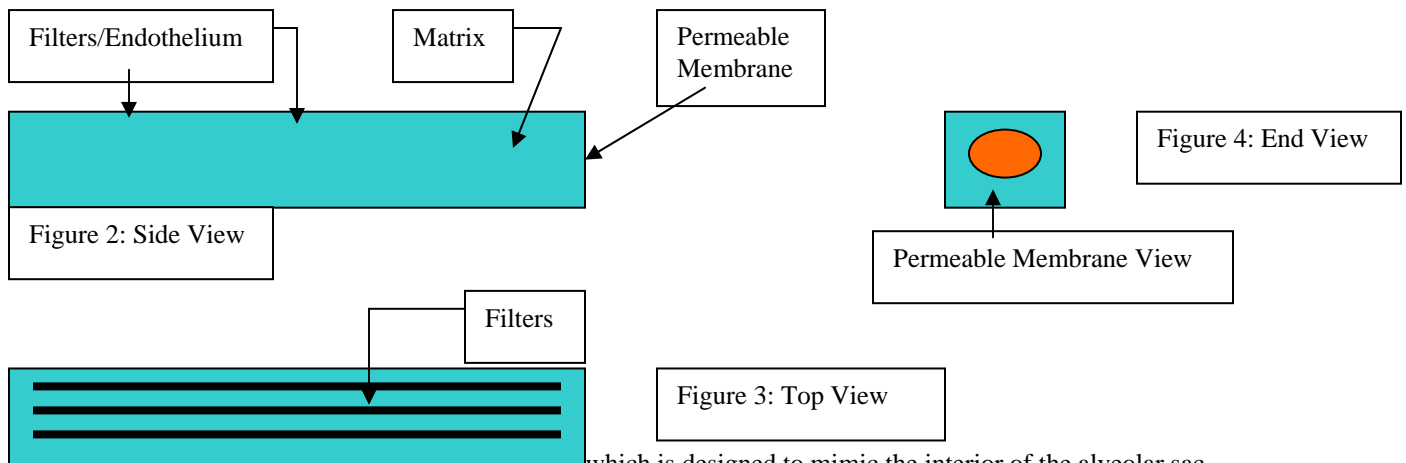 Filters/Endothelium
Matrix
Permeable
Membrane
Figure 4: End View
Figure 2: Side View
Permeable Membrane View
Filters
Figure 3: Top View
which is designed to mimic the interior of the alveolar sac